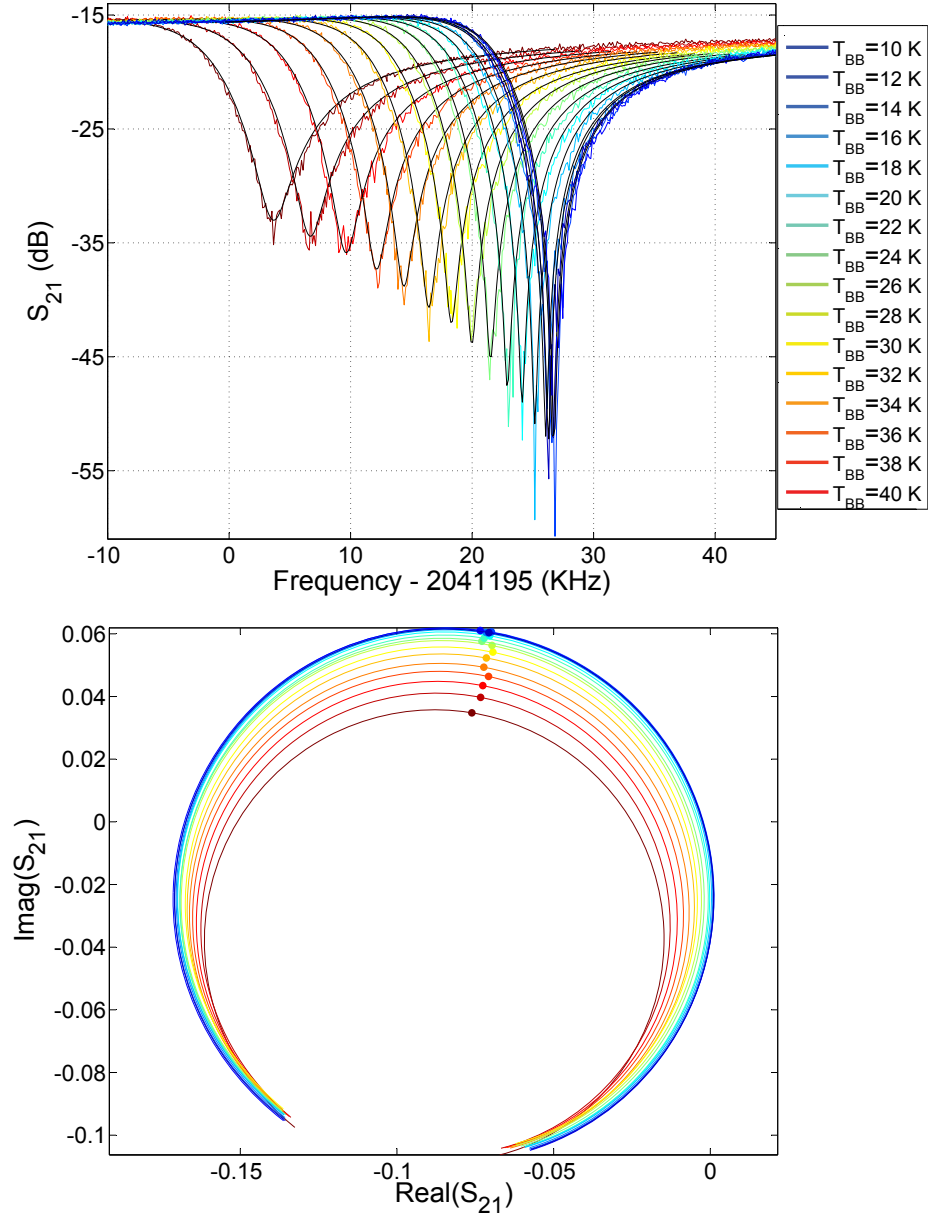 -15
-25
-35
-45
-55
S21 (dB)
-10 0 10 20 30 40
Frequency - 2041195 (KHz)
TBB=10 K
TBB=12 K
TBB=14 K
TBB=16 K
TBB=18 K
TBB=20 K
TBB=22 K
TBB=24 K
TBB=26 K
TBB=28 K
TBB=30 K
TBB=32 K
TBB=34 K
TBB=36 K
TBB=38 K
TBB=40 K
0.06
0.04
0.02
0
-0.02
-0.04
-0.06
-0.08
-0.1
Imag(S21)
-0.15 -0.1 -0.05 0
Real(S21)